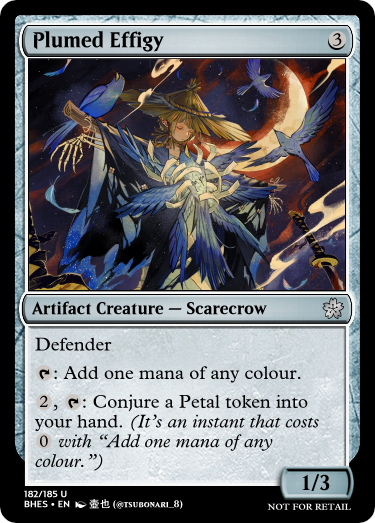 Plumed Effigy 3
Artifact Creature — Scarecrow
Defender
: Add one mana of any colour.
2, : Conjure a Petal token into
your hand. (It’s an instant that costs
0 with “Add one mana of any
colour.”)
1/3
182/185 U
BHES • EN 壺也 (@TSUBONARI_8)
NOT FOR RETAIL